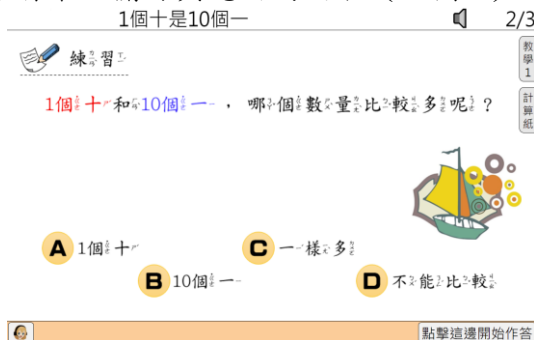 1個十是10個一
2/3
教學1
練習
計算紙
1個十和10個一，哪個數量比較多呢？
A 1個十
C 一樣多
B 10個一
D 不能比較
點擊這邊開始作答